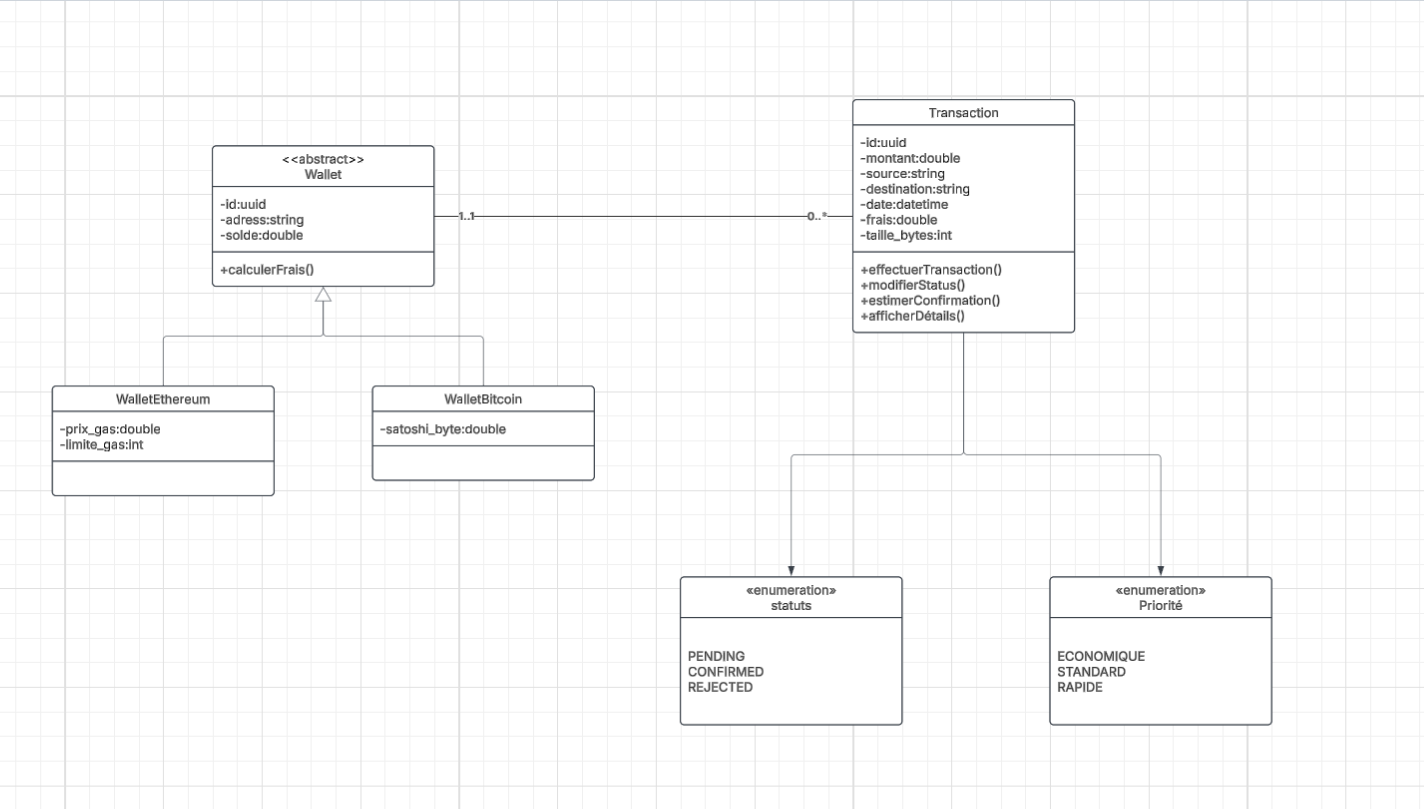 <<abstract>>
Wallet
-id:uuid
-adress:string
-solde:double
+calculerFrais()
1..1
0..*
Transaction
-id:uuid
-montant:double
-source:string
-destination:string
-date:datetime
-frais:double
-taille_bytes:int
+effectuerTransaction()
+modifierStatus()
+estimerConfirmation()
+afficherDétails()
WalletEthereum
-prix_gas:double
-limite_gas:int
WalletBitcoin
-satoshi_byte:double
«enumeration»
statuts
PENDING
CONFIRMED
REJECTED
«enumeration»
Priorité
ECONOMIQUE
STANDARD
RAPIDE